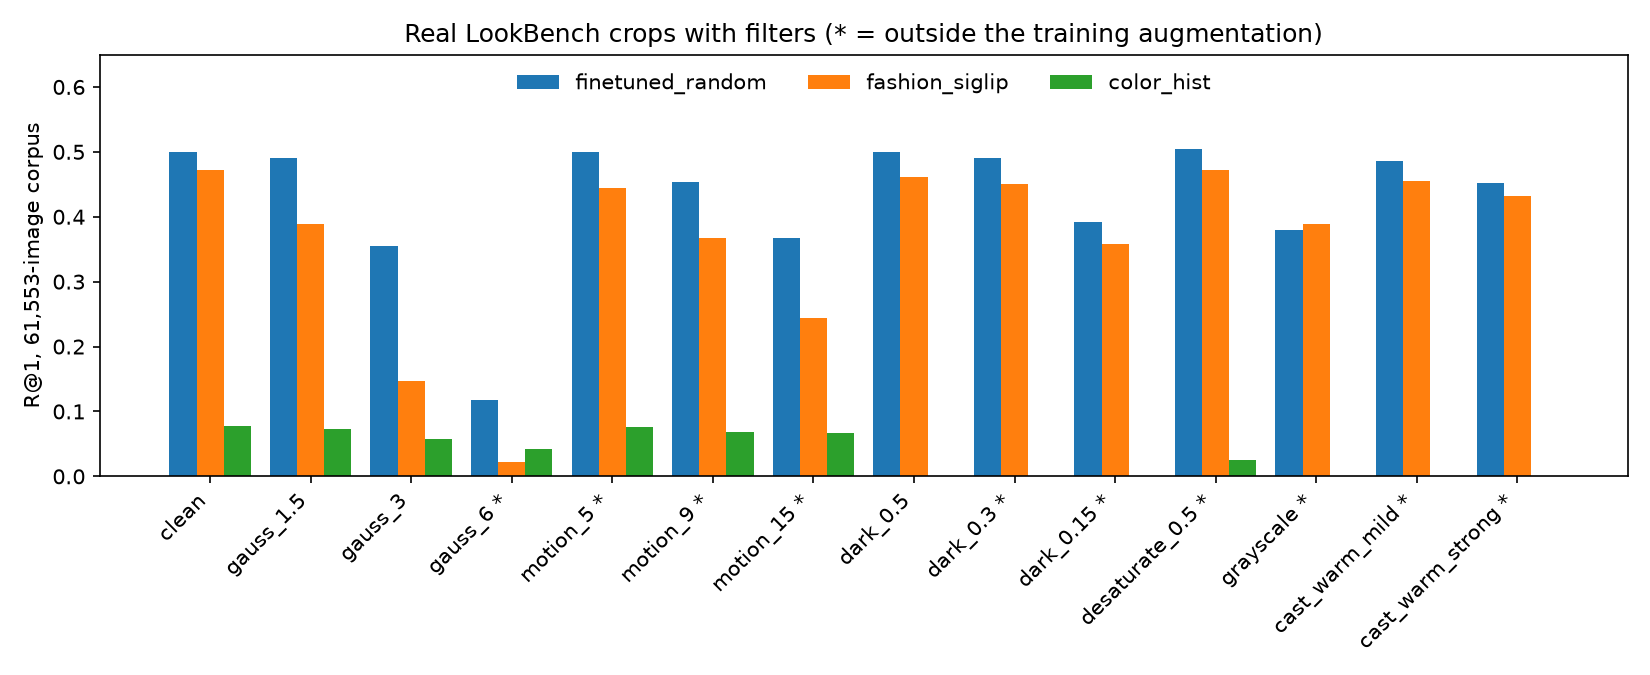 Real LookBench crops with filters (* = outside the training augmentation)
finetuned_random
fashion_siglip
color_hist
R@1, 61,553-image corpus
0.6
0.5
0.4
0.3
0.2
0.1
0.0
clean
gauss_1.5
gauss_3
gauss_6 *
motion_5 *
motion_9 *
motion_15 *
dark_0.5
dark_0.3 *
dark_0.15 *
desaturate_0.5 *
grayscale *
cast_warm_mild *
cast_warm_strong *